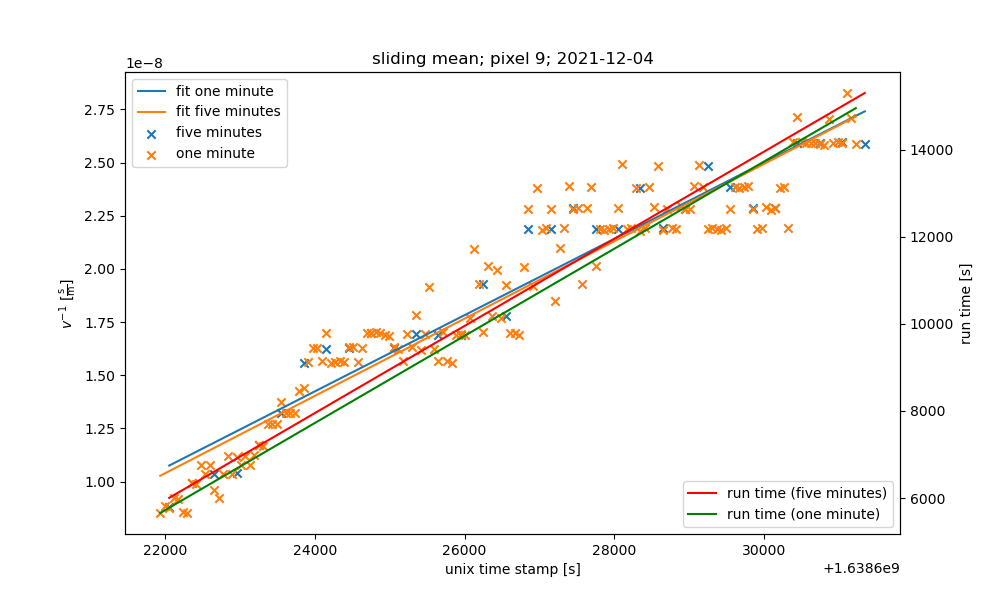 sliding mean; pixel 9; 2021-12-04
1e−8
fit one minute
fit five minutes
five minutes
one minute
2.75
2.50
2.25
2.00
1.75
1.50
1.25
1.00
v⁻¹ [s/m]
14000
12000
10000
8000
6000
run time [s]
run time (five minutes)
run time (one minute)
22000 24000 26000 28000 30000
unix time stamp [s]
+1.6386e9